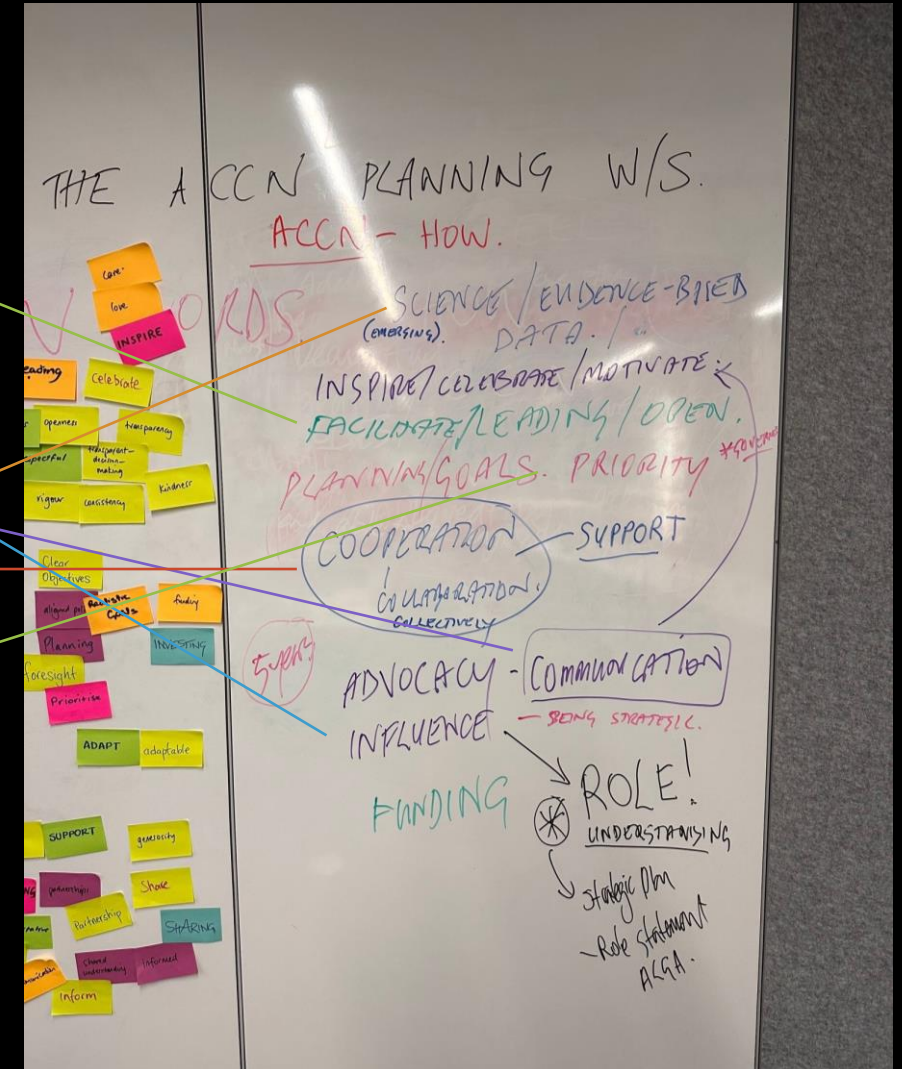 THE ACCN PLANNING W/S.
ACCN - HOW.
care.
love
INSPIRE
celebrate
openness
transparency
transparent decision-making
kindness
rigour
consistency
Clear Objectives
Realistic Goals
funding
Planning
INVESTING
foresight
Prioritise
ADAPT
adaptable
SUPPORT
generosity
Share
Partnership
SHARING
Shared understanding
informed
inform
SCIENCE / EVIDENCE-BASED
(EMERGING). DATA. /
INSPIRE/CELEBRATE/MOTIVATE.
FACILITATE/LEADING/OPEN.
PLANNING/GOALS. PRIORITY
COOPERATION - SUPPORT
COLLABORATION.
COLLECTIVELY
ADVOCACY - COMMUNICATION
INFLUENCE - BEING STRATEGIC.
FUNDING
ROLE!
UNDERSTANDING
Strategic Plan
- Role Statement
ALGA.